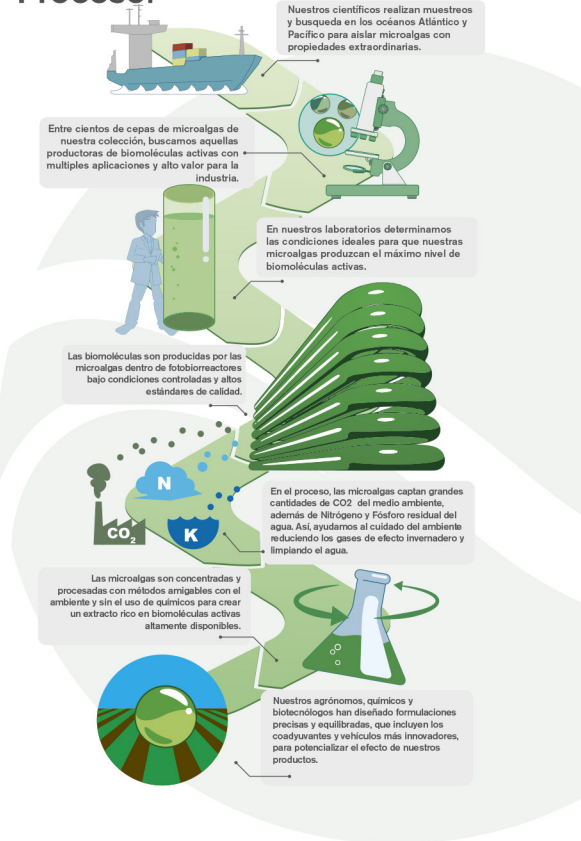 Nuestros científicos realizan muestreos
y busqueda en los océanos Atlántico y
Pacífico para aislar microalgas con
propiedades extraordinarias.
Entre cientos de cepas de microalgas de
nuestra colección, buscamos aquellas
productoras de biomoléculas activas con
multiples aplicaciones y alto valor para la
industria.
En nuestros laboratorios determinamos
las condiciones ideales para que nuestras
microalgas produzcan el máximo nivel de
biomoléculas activas.
Las biomoléculas son producidas por las
microalgas dentro de fotobiorreactores
bajo condiciones controladas y altos
estándares de calidad.
N
K
CO2
En el proceso, las microalgas captan grandes
cantidades de CO2 del medio ambiente,
además de Nitrógeno y Fósforo residual del
agua. Así, ayudamos al cuidado del ambiente
reduciendo los gases de efecto invernadero y
limpiando el agua.
Las microalgas son concentradas y
procesadas con métodos amigables con el
ambiente y sin el uso de químicos para crear
un extracto rico en biomoléculas activas
altamente disponibles.
Nuestros agrónomos, químicos y
biotecnólogos han diseñado formulaciones
precisas y equilibradas, que incluyen los
coadyuvantes y vehículos más innovadores,
para potencializar el efecto de nuestros
productos.